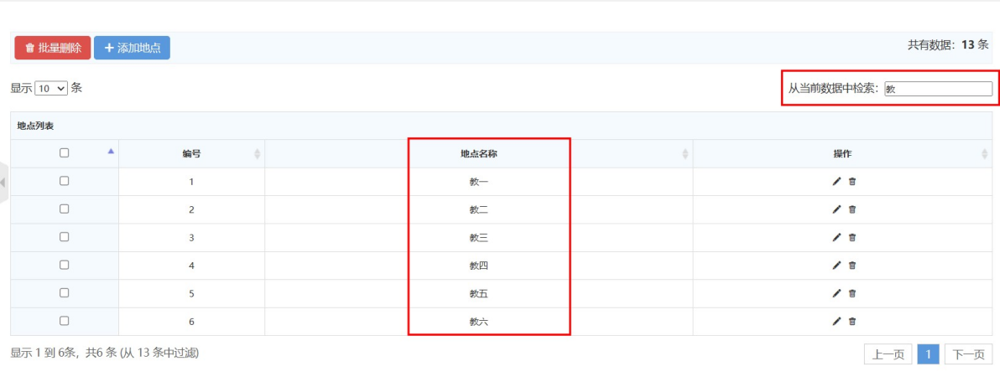 批量删除 添加地点 共有数据：13 条
显示 10 条 从当前数据中检索：教
地点列表
编号 地点名称 操作
1 教一
2 教二
3 教三
4 教四
5 教五
6 教六
显示 1 到 6条，共6 条 (从 13 条中过滤) 上一页 1 下一页